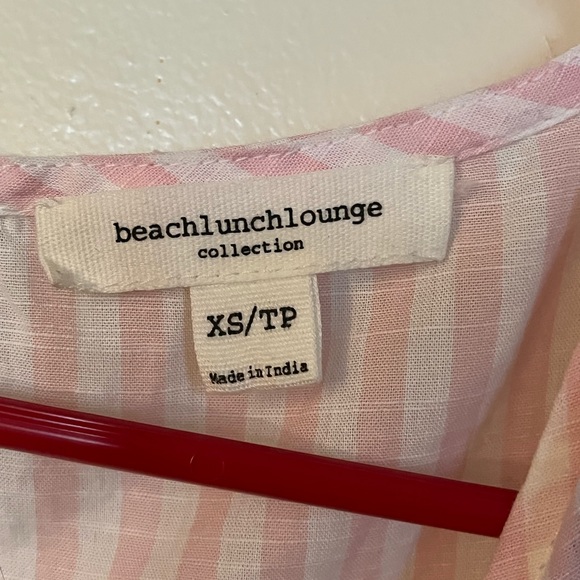 beachlunchlounge
collection
XS/TP
Made in India